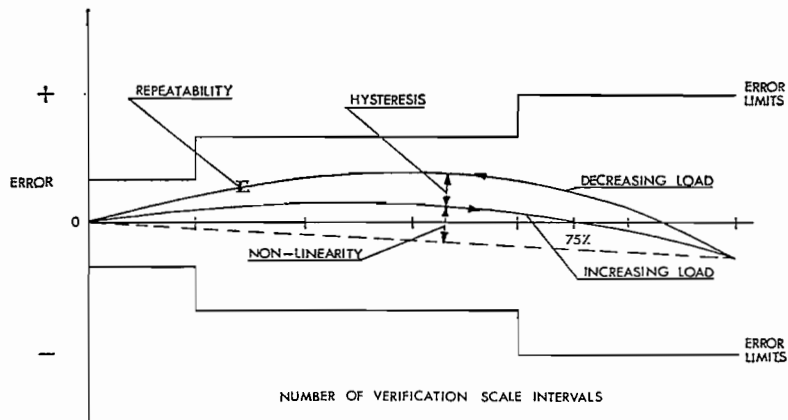 REPEATABILITY
HYSTERESIS
ERROR
LIMITS
+
ERROR
DECREASING LOAD
0
75%
NON-LINEARITY
INCREASING LOAD
ERROR
LIMITS
−
NUMBER OF VERIFICATION SCALE INTERVALS